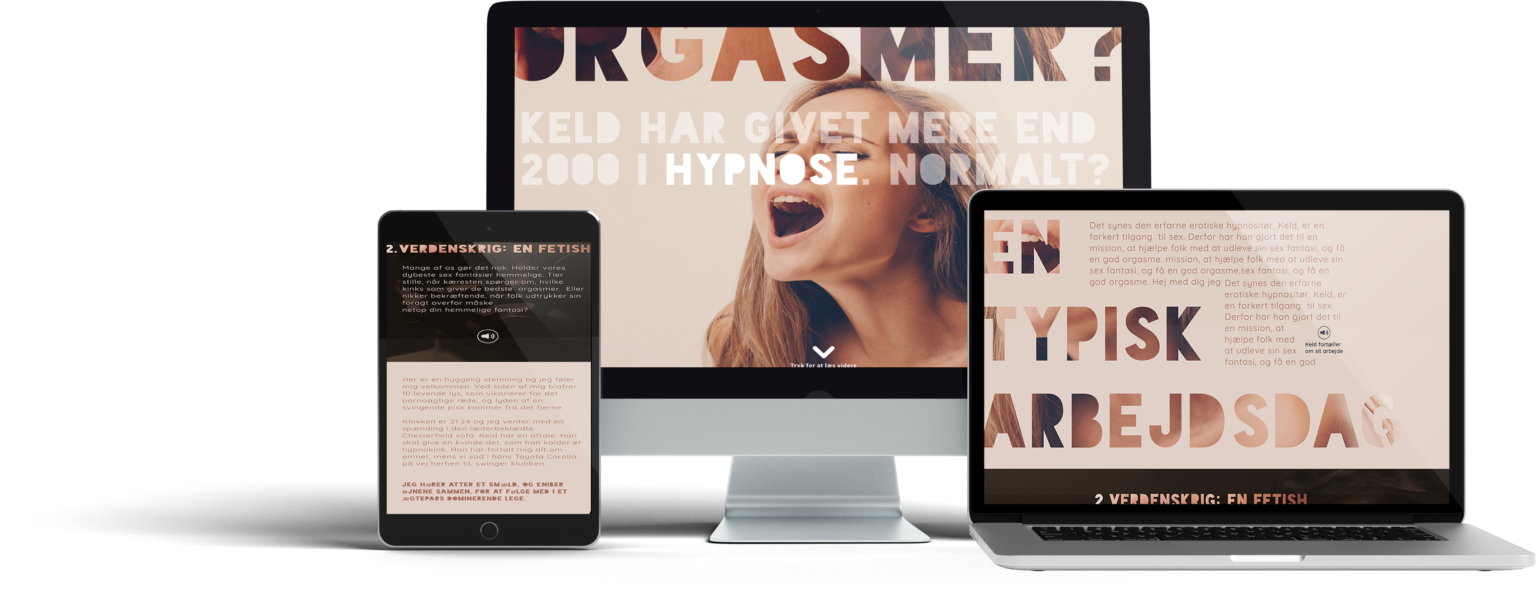 ORGASMER?
KELD HAR GIVET MERE END
2000 I HYPNOSE. NORMALT?
Tryk for at læs videre
2.VERDENSKRIG: EN FETISH
Mange af os gør det nok. Holder vores
dybeste sex fantasier hemmelige. Tier
stille, når kæresten spørger om, hvilke
kinks som giver de bedste orgasmer. Eller
nikker bekræftende, når folk udtrykker sin
foragt overfor måske
netop din hemmelige fantasi?
Her er en hyggelig stemning og jeg føler
mig velkommen. Ved siden af mig blafrer
10 levende lys, som vikarierer for det
pornoagtige røde, og lyden af en
svingende pisk kommer fra det fjerne.
Klokken er 21.24 og jeg venter med en
spænding i den læderbeklædte
Chesterfield sofa. Keld har en aftale. Han
skal give en kvinde det, som han kalder et
hypnokink. Han har fortalt mig alt om
emnet, mens vi sad i hans Toyota Corolla
på vej herhen til, swinger klubben.
JEG HØRER ATTER ET SMÆLD, OG KNIBER
ØJNENE SAMMEN, FOR AT FØLGE MED I ET
ÆGTEPARS DOMINERENDE LEGE.
EN
TYPISK
ARBEJDSDAG
Det synes den erfarne erotiske hypnositør, Keld, er en
forkert tilgang til sex. Derfor har han gjort det til en
mission, at hjælpe folk med at udleve sin sex fantasi, og få
en god orgasme. mission, at hjælpe folk med at udleve sin
sex fantasi, og få en god orgasme.sex fantasi, og få en
god orgasme. Hej med dig jeg Det synes den erfarne
erotiske hypnositør, Keld, er
en forkert tilgang til sex.
Derfor har han gjort det til
en mission, at
hjælpe folk med
at udleve sin sex
fantasi, og få en god
Keld fortæller
om sit arbejde
2 VERDENSKRIG: EN FETISH